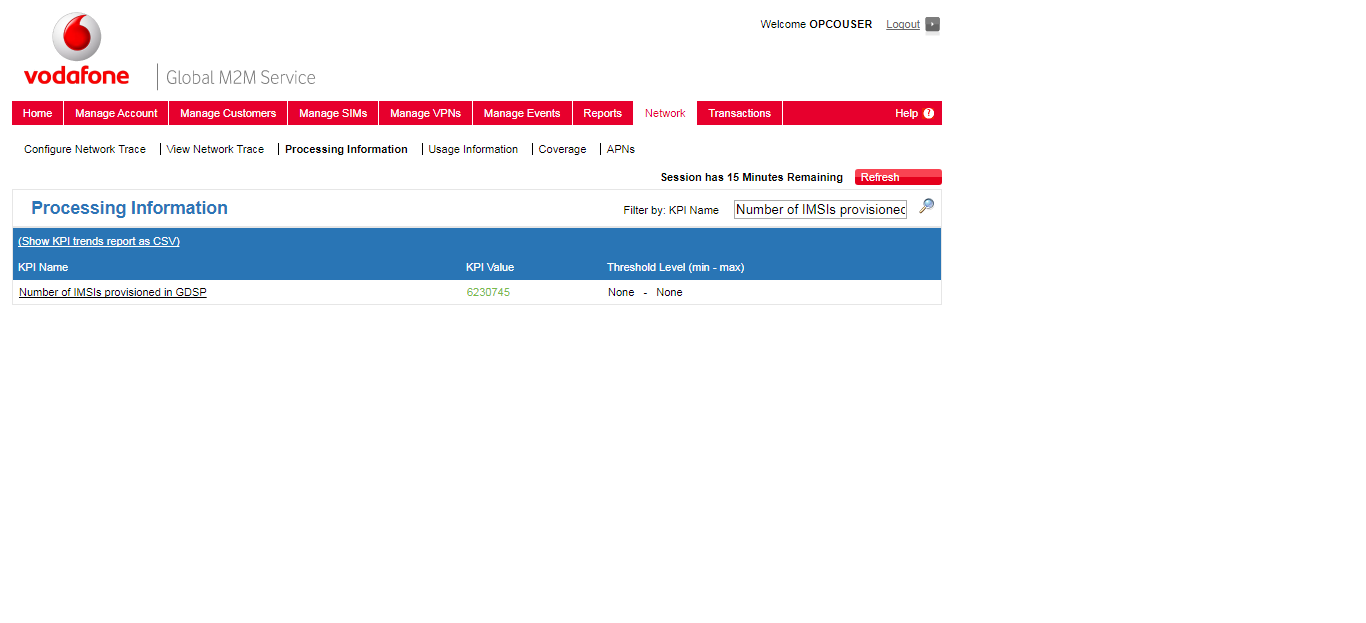 Welcome OPCOUSER Logout
vodafone Global M2M Service
Home Manage Account Manage Customers Manage SIMs Manage VPNs Manage Events Reports Network Transactions Help ?
Configure Network Trace View Network Trace Processing Information Usage Information Coverage APNs
Session has 15 Minutes Remaining Refresh
Processing Information Filter by: KPI Name Number of IMSIs provisioned
(Show KPI trends report as CSV)
KPI Name KPI Value Threshold Level (min - max)
Number of IMSIs provisioned in GDSP 6230745 None - None